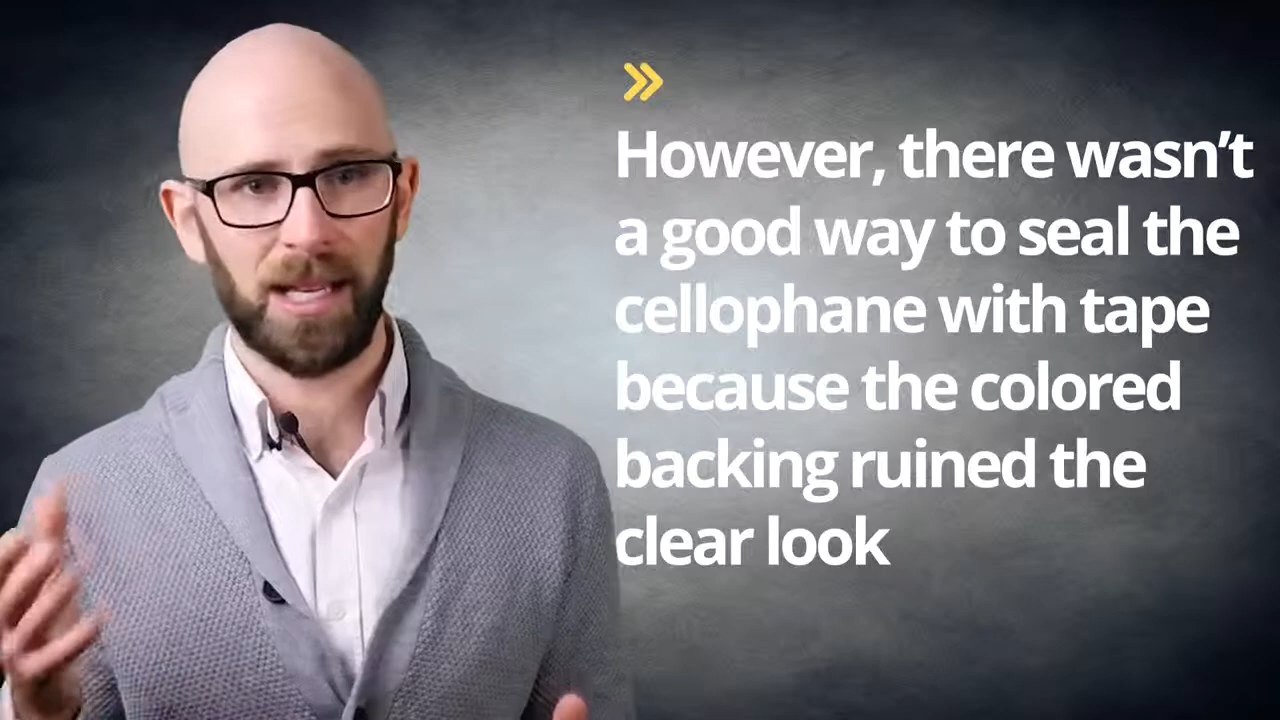 However, there wasn’t
a good way to seal the
cellophane with tape
because the colored
backing ruined the
clear look